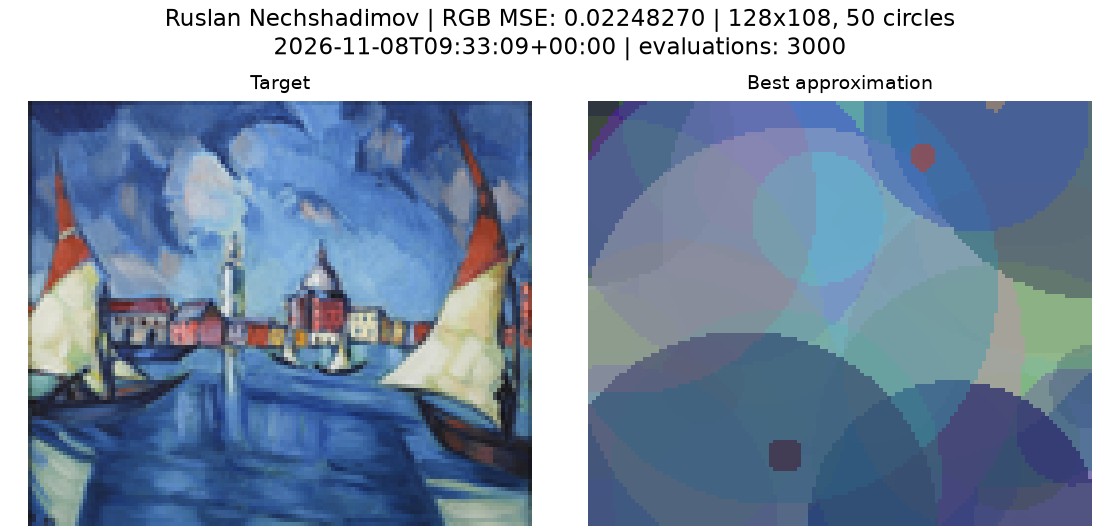 Ruslan Nechshadimov | RGB MSE: 0.02248270 | 128x108, 50 circles
2026-11-08T09:33:09+00:00 | evaluations: 3000
Target
Best approximation